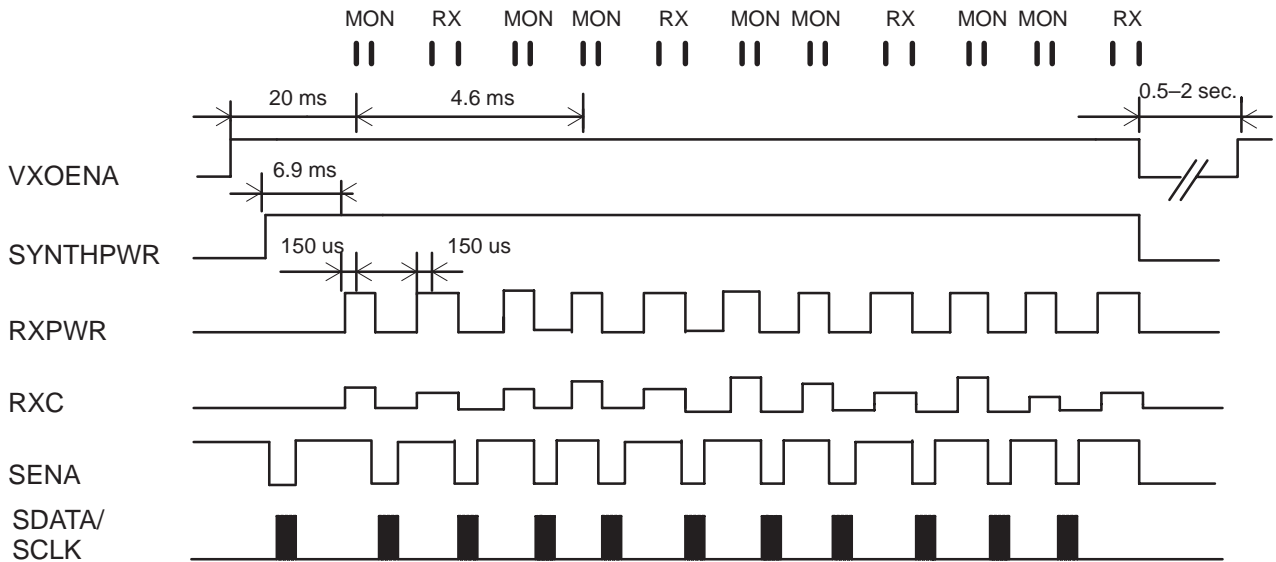 MON RX MON MON RX MON MON RX MON MON RX
20 ms 4.6 ms 0.5–2 sec.
VXOENA
6.9 ms
SYNTHPWR
150 us 150 us
RXPWR
RXC
SENA
SDATA/
SCLK